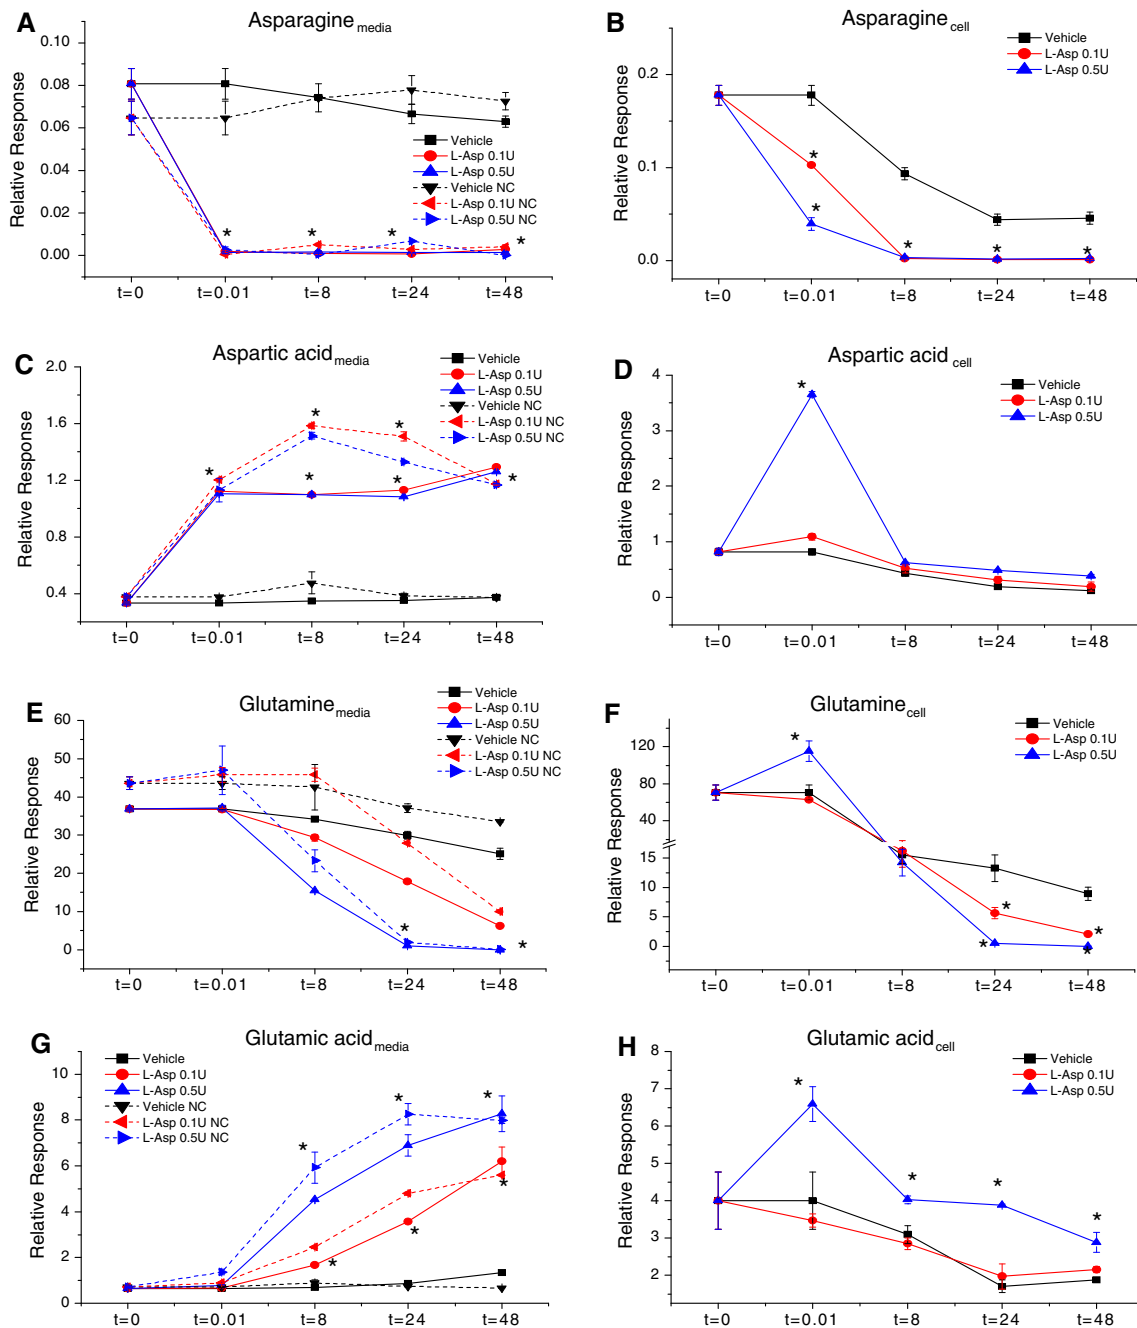 A Asparagine media
Relative Response
0.10
0.08
0.06
0.04
0.02
0.00
* * * *
t=0 t=0.01 t=8 t=24 t=48
Vehicle
L-Asp 0.1U
L-Asp 0.5U
Vehicle NC
L-Asp 0.1U NC
L-Asp 0.5U NC
B Asparagine cell
Relative Response
0.2
0.1
0.0
* * * * *
t=0 t=0.01 t=8 t=24 t=48
Vehicle
L-Asp 0.1U
L-Asp 0.5U
C Aspartic acid media
Relative Response
2.0
1.6
1.2
0.8
0.4
* * * * * *
t=0 t=0.01 t=8 t=24 t=48
Vehicle
L-Asp 0.1U
L-Asp 0.5U
Vehicle NC
L-Asp 0.1U NC
L-Asp 0.5U NC
D Aspartic acid cell
Relative Response
4
3
2
1
0
*
t=0 t=0.01 t=8 t=24 t=48
Vehicle
L-Asp 0.1U
L-Asp 0.5U
E Glutamine media
Relative Response
60
50
40
30
20
10
0
* *
t=0 t=0.01 t=8 t=24 t=48
Vehicle
L-Asp 0.1U
L-Asp 0.5U
Vehicle NC
L-Asp 0.1U NC
L-Asp 0.5U NC
F Glutamine cell
Relative Response
120
80
40
15
10
5
0
* * * * *
t=0 t=0.01 t=8 t=24 t=48
Vehicle
L-Asp 0.1U
L-Asp 0.5U
G Glutamic acid media
Relative Response
10
8
6
4
2
0
* * * * * *
t=0 t=0.01 t=8 t=24 t=48
Vehicle
L-Asp 0.1U
L-Asp 0.5U
Vehicle NC
L-Asp 0.1U NC
L-Asp 0.5U NC
H Glutamic acid cell
Relative Response
8
7
6
5
4
3
2
* * * *
t=0 t=0.01 t=8 t=24 t=48
Vehicle
L-Asp 0.1U
L-Asp 0.5U